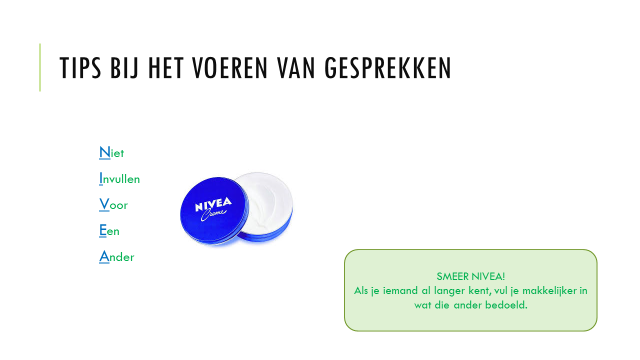 TIPS BIJ HET VOEREN VAN GESPREKKEN
Niet
Invullen
Voor
Een
Ander
NIVEA
Creme
SMEER NIVEA!
Als je iemand al langer kent, vul je makkelijker in
wat die ander bedoeld.